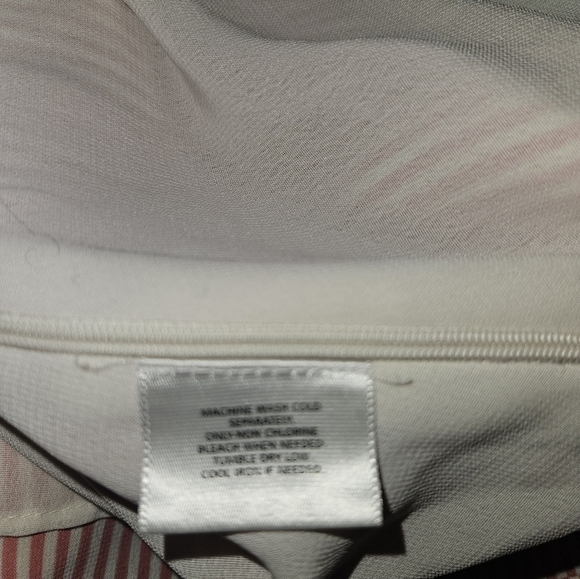 MACHINE WASH COLD
SEPARATELY.
ONLY NON CHLORINE
BLEACH WHEN NEEDED
TUMBLE DRY LOW
COOL IRON IF NEEDED.